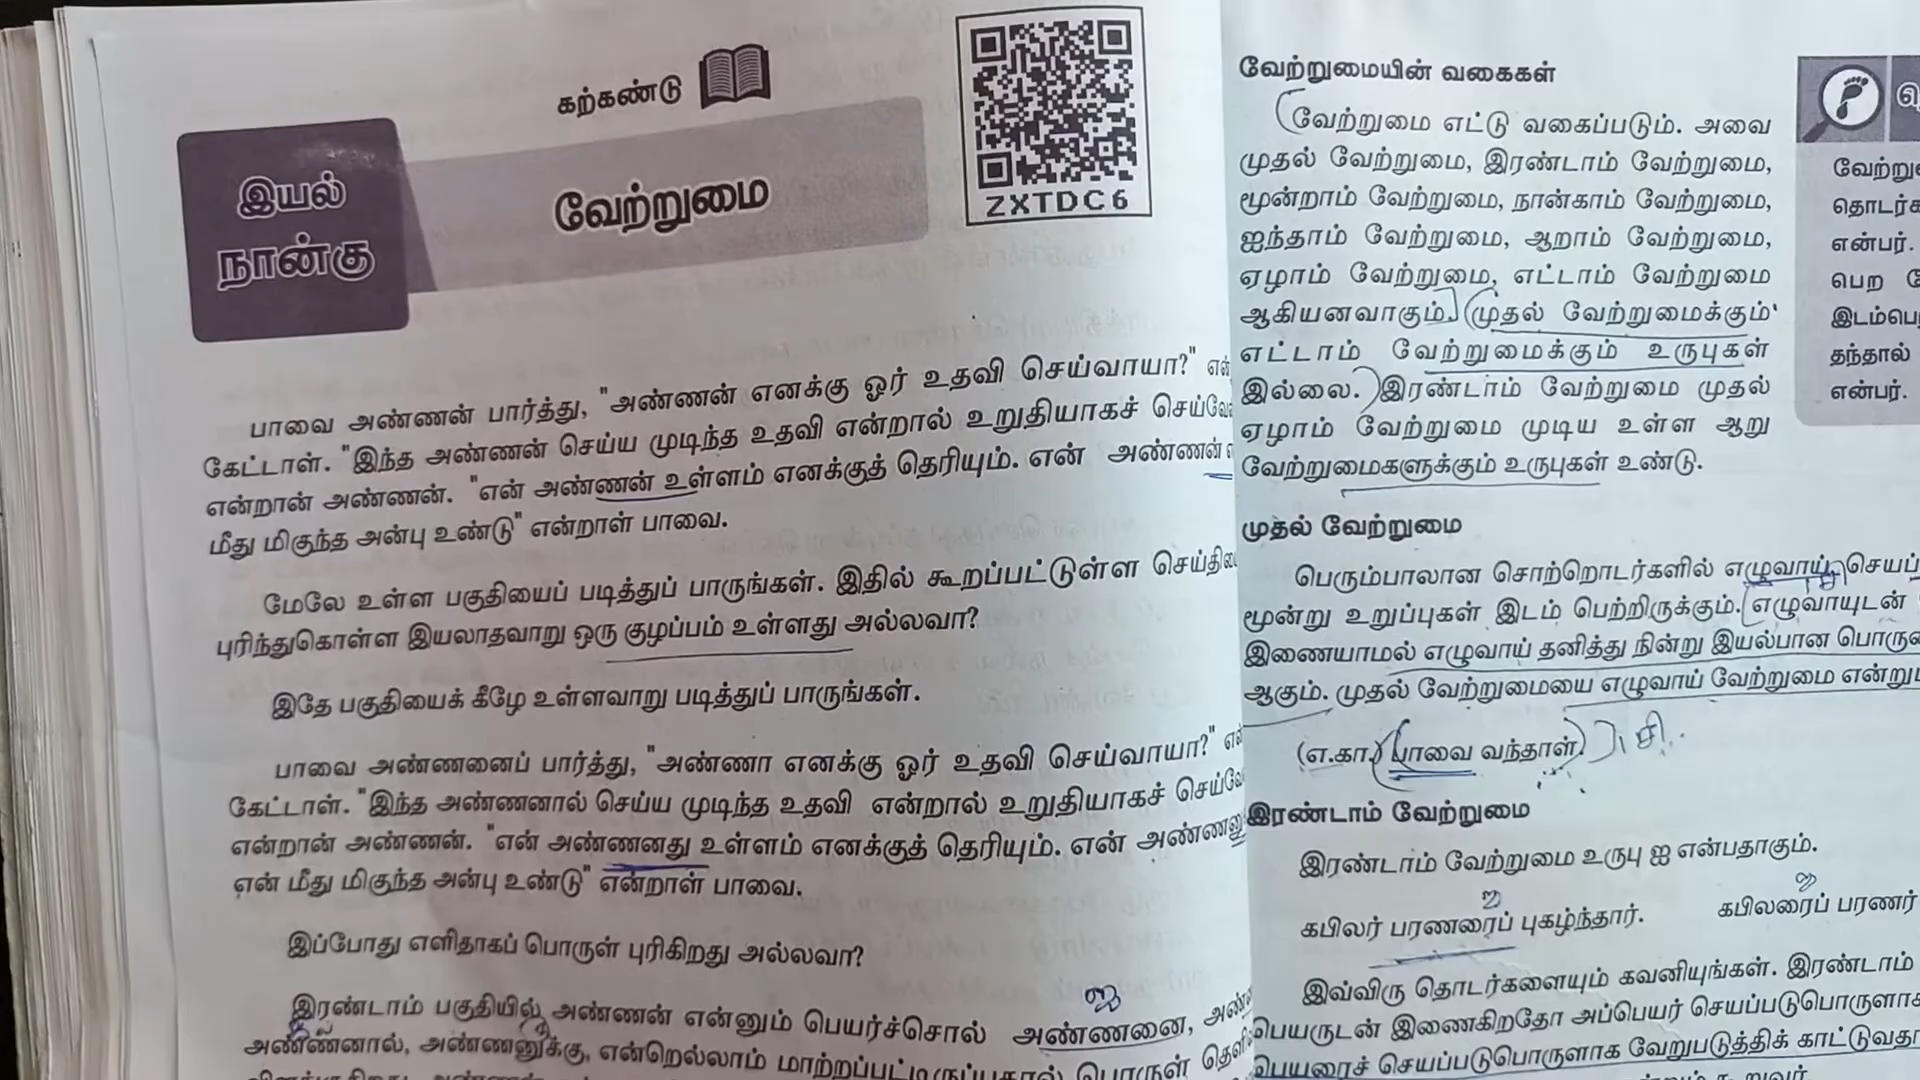 கற்கண்டு
இயல்
நான்கு
வேற்றுமை
ZXTDC6
பாவை அண்ணன் பார்த்து, "அண்ணன் எனக்கு ஓர் உதவி செய்வாயா?"
கேட்டாள். "இந்த அண்ணன் செய்ய முடிந்த உதவி என்றால் உறுதியாகச்
என்றான் அண்ணன். "என் அண்ணன் உள்ளம் எனக்குத் தெரியும். என் அண்ணன்
மீது மிகுந்த அன்பு உண்டு" என்றாள் பாவை.
மேலே உள்ள பகுதியைப் படித்துப் பாருங்கள். இதில் கூறப்பட்டுள்ள
புரிந்துகொள்ள இயலாதவாறு ஒரு குழப்பம் உள்ளது அல்லவா?
இதே பகுதியைக் கீழே உள்ளவாறு படித்துப் பாருங்கள்.
பாவை அண்ணனைப் பார்த்து, "அண்ணா எனக்கு ஓர் உதவி செய்வாயா?"
கேட்டாள். "இந்த அண்ணனால் செய்ய முடிந்த உதவி என்றால் உறுதியாகச்
என்றான் அண்ணன். "என் அண்ணனது உள்ளம் எனக்குத் தெரியும். என்
என் மீது மிகுந்த அன்பு உண்டு" என்றாள் பாவை.
இப்போது எளிதாகப் பொருள் புரிகிறது அல்லவா?
இரண்டாம் பகுதியில் அண்ணன் என்னும் பெயர்ச்சொல் அண்ணனை,
அண்ணனால், அண்ணனுக்கு, என்றெல்லாம் மாற்றப்பட்டிருப்பதால் பொருள்
வேற்றுமையின் வகைகள்
வேற்றுமை எட்டு வகைப்படும். அவை
முதல் வேற்றுமை, இரண்டாம் வேற்றுமை,
மூன்றாம் வேற்றுமை, நான்காம் வேற்றுமை,
ஐந்தாம் வேற்றுமை, ஆறாம் வேற்றுமை,
ஏழாம் வேற்றுமை, எட்டாம் வேற்றுமை
ஆகியனவாகும். முதல் வேற்றுமைக்கும்
எட்டாம் வேற்றுமைக்கும் உருபுகள்
இல்லை. இரண்டாம் வேற்றுமை முதல்
ஏழாம் வேற்றுமை முடிய உள்ள ஆறு
வேற்றுமைகளுக்கும் உருபுகள் உண்டு.
முதல் வேற்றுமை
பெரும்பாலான சொற்றொடர்களில் எழுவாய்,
மூன்று உறுப்புகள் இடம் பெற்றிருக்கும். எழுவாயுடன்
இணையாமல் எழுவாய் தனித்து நின்று இயல்பான
ஆகும். முதல் வேற்றுமையை எழுவாய் வேற்றுமை
(எ.கா.) பாவை வந்தாள்.
இரண்டாம் வேற்றுமை
இரண்டாம் வேற்றுமை உருபு ஐ என்பதாகும்.
ஐ ஐ
கபிலர் பரணரைப் புகழ்ந்தார். கபிலரைப் பரணர்
இவ்விரு தொடர்களையும் கவனியுங்கள். இரண்டாம்
பெயருடன் இணைகிறதோ அப்பெயர்
பெயரைச் செயப்படுபொருளாக வேறுபடுத்திக்
என்பர்.
பெற
தந்தால்
என்பர்.